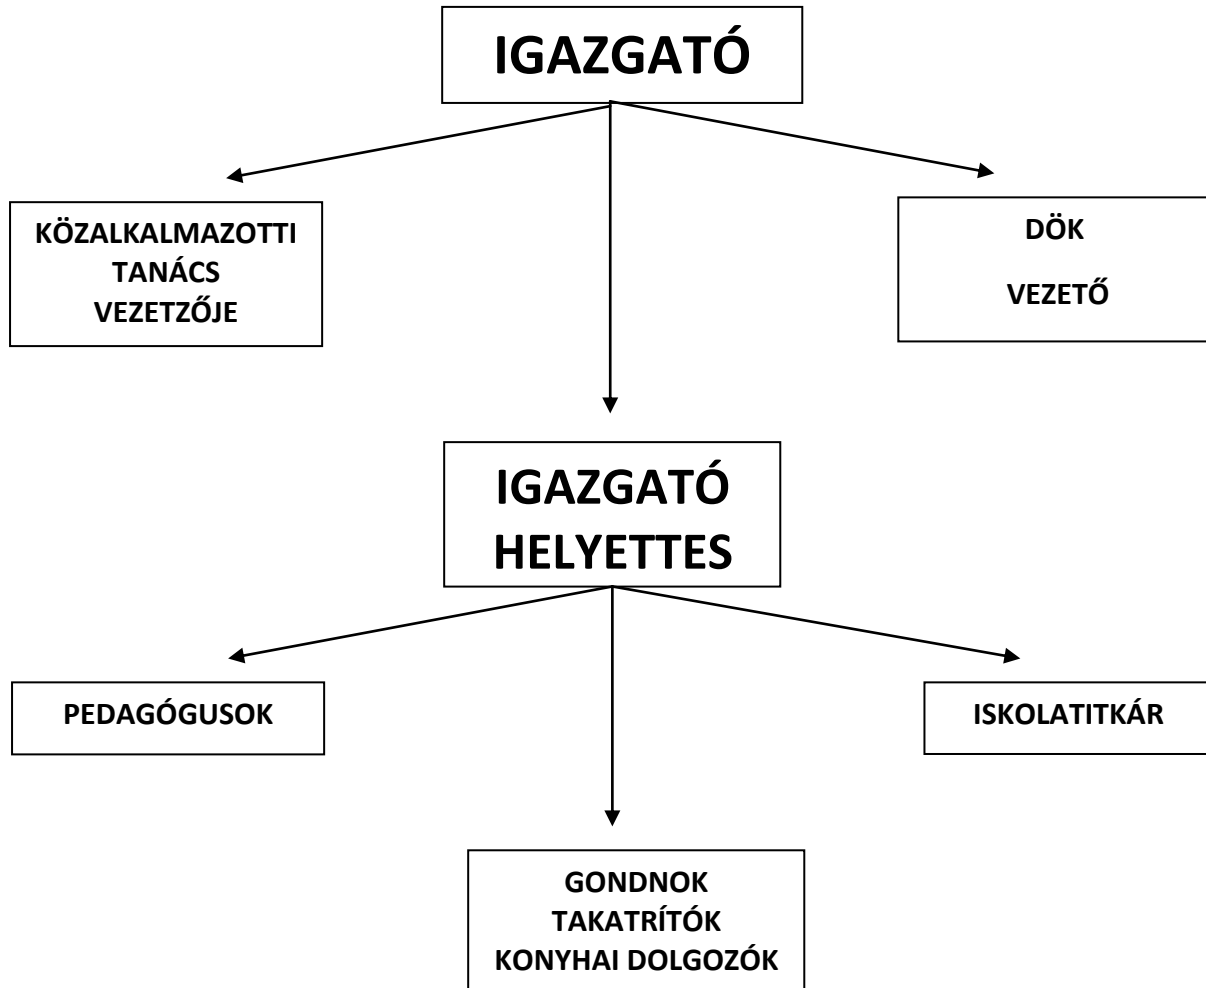 IGAZGATÓ
KÖZALKALMAZOTTI
TANÁCS
VEZETZŐJE
DÖK
VEZETŐ
IGAZGATÓ
HELYETTES
PEDAGÓGUSOK
ISKOLATITKÁR
GONDNOK
TAKATRÍTÓK
KONYHAI DOLGOZÓK